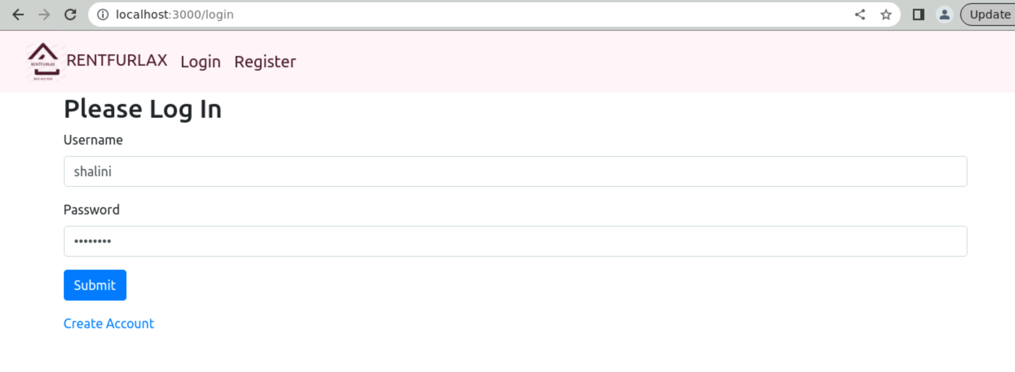 localhost:3000/login
Update
RENTFURLAX Login Register
Please Log In
Username
shalini
Password
••••••••
Submit
Create Account